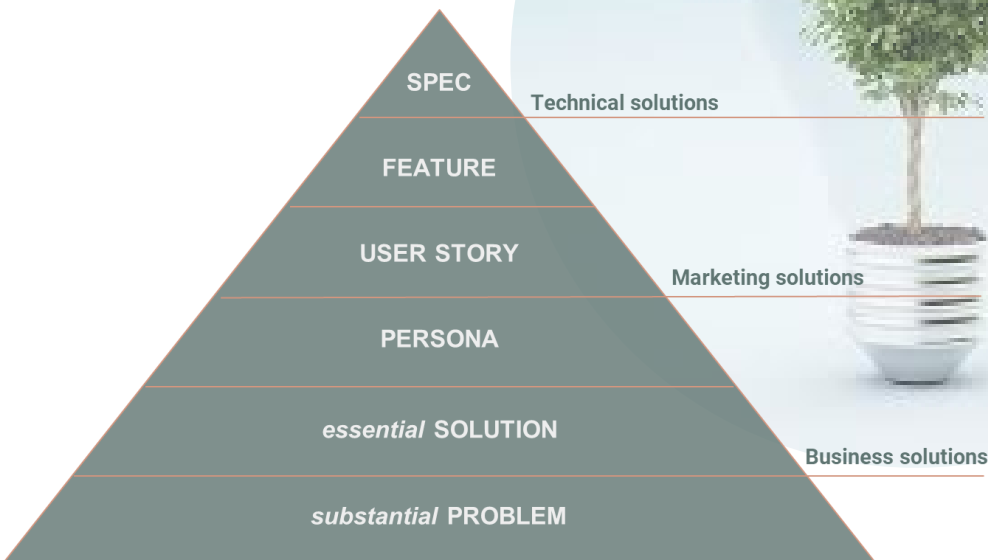 SPEC
Technical solutions
FEATURE
USER STORY
Marketing solutions
PERSONA
essential SOLUTION
Business solutions
substantial PROBLEM